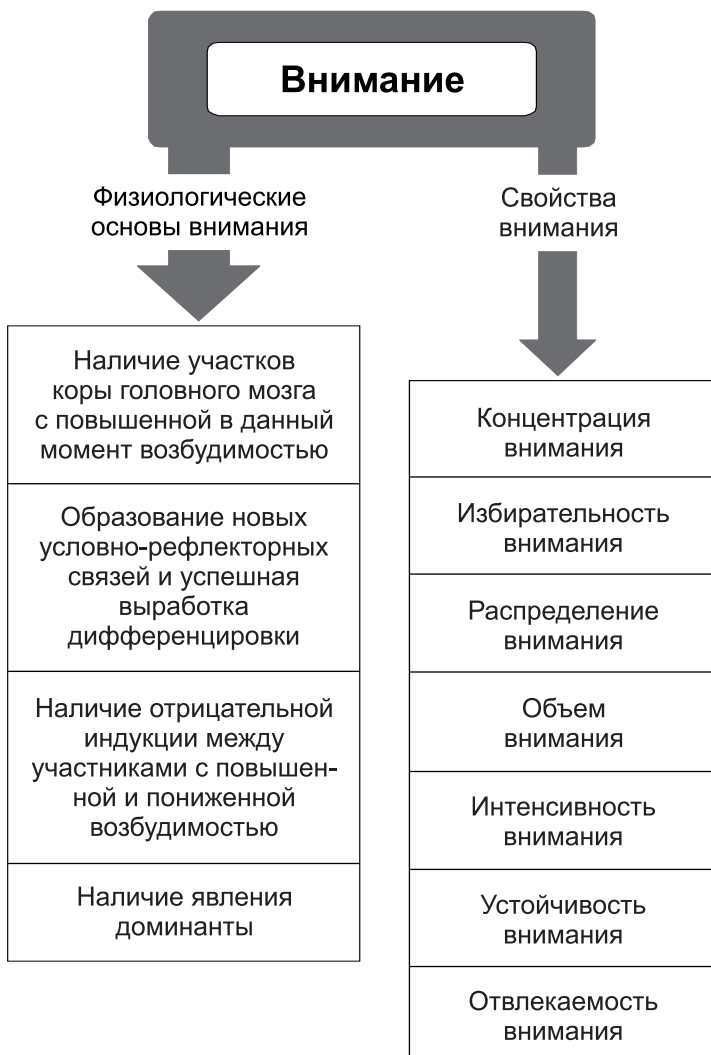 Внимание
Физиологические
основы внимания
Наличие участков
коры головного мозга
с повышенной в данный
момент возбудимостью
Образование новых
условно-рефлекторных
связей и успешная
выработка
дифференцировки
Наличие отрицательной
индукции между
участниками с повышен-
ной и пониженной
возбудимостью
Наличие явления
доминанты
Свойства
внимания
Концентрация
внимания
Избирательность
внимания
Распределение
внимания
Объем
внимания
Интенсивность
внимания
Устойчивость
внимания
Отвлекаемость
внимания